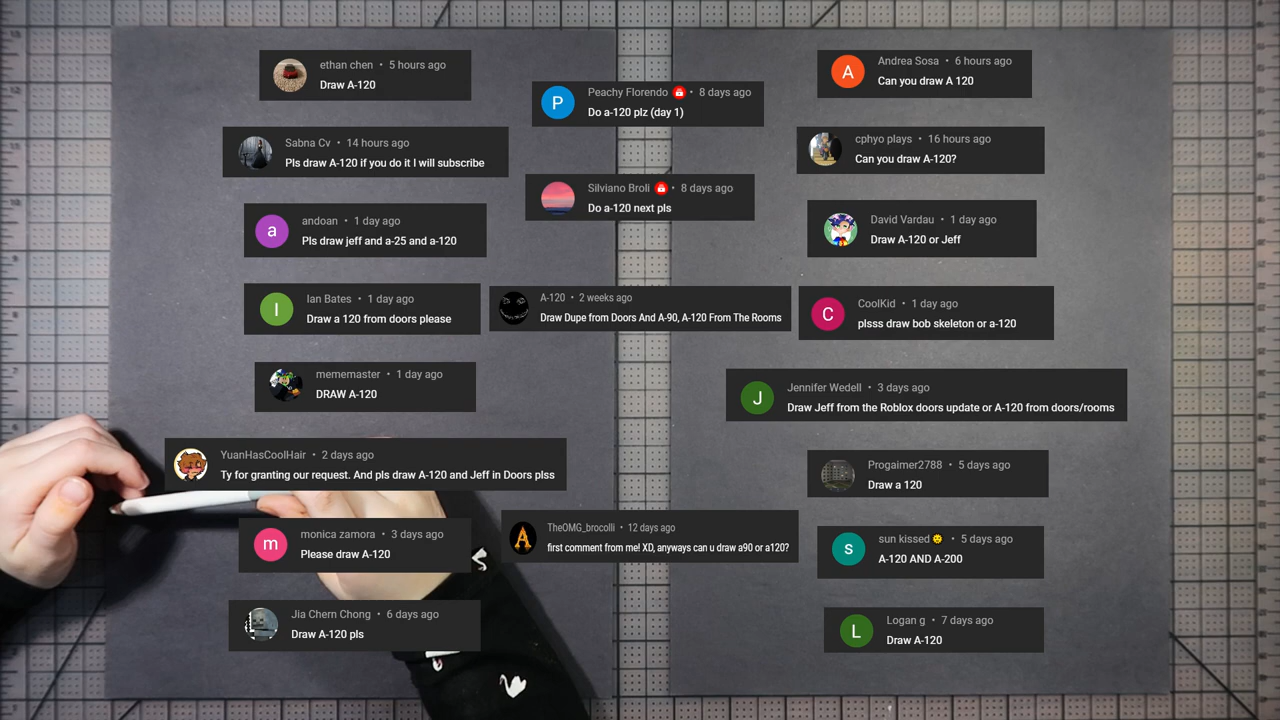 ethan chen • 5 hours ago
Draw A-120
Sabna Cv • 14 hours ago
Pls draw A-120 if you do it I will subscribe
andoan • 1 day ago
a
Pls draw jeff and a-25 and a-120
Ian Bates • 1 day ago
I
Draw a 120 from doors please
mememaster • 1 day ago
DRAW A-120
YuanHasCoolHair • 2 days ago
Ty for granting our request. And pls draw A-120 and Jeff in Doors plss
monica zamora • 3 days ago
m
Please draw A-120
Jia Chern Chong • 6 days ago
Draw A-120 pls
Peachy Florendo • 8 days ago
P
Do a-120 plz (day 1)
Silviano Broli • 8 days ago
Do a-120 next pls
A-120 • 2 weeks ago
Draw Dupe from Doors And A-90, A-120 From The Rooms
TheOMG_brocolli • 12 days ago
A
first comment from me! XD, anyways can u draw a90 or a120?
Andrea Sosa • 6 hours ago
A
Can you draw A 120
cphyo plays • 16 hours ago
Can you draw A-120?
David Vardau • 1 day ago
Draw A-120 or Jeff
CoolKid • 1 day ago
C
plsss draw bob skeleton or a-120
Jennifer Wedell • 3 days ago
J
Draw Jeff from the Roblox doors update or A-120 from doors/rooms
Progaimer2788 • 5 days ago
Draw a 120
sun kissed 🌞 • 5 days ago
s
A-120 AND A-200
Logan g • 7 days ago
L
Draw A-120